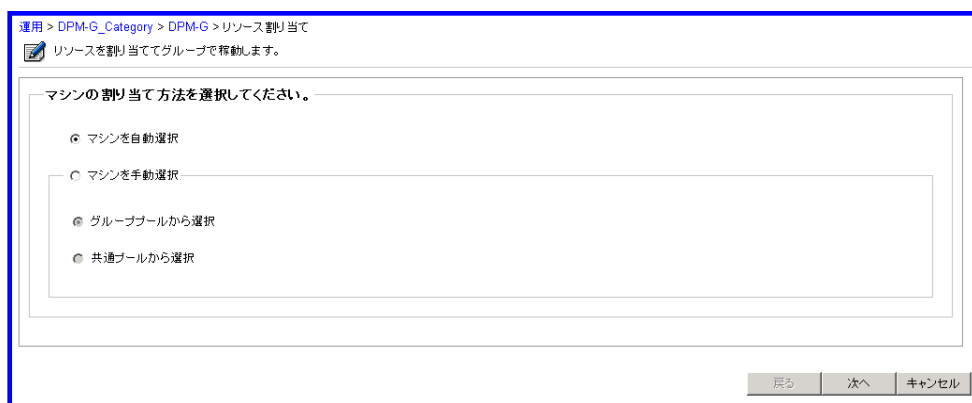 運用 > DPM-G_Category > DPM-G > リソース割り当て
リソースを割り当ててグループで稼動します。
マシンの割り当て方法を選択してください。
マシンを自動選択
マシンを手動選択
グループプールから選択
共通プールから選択
戻る 次へ キャンセル